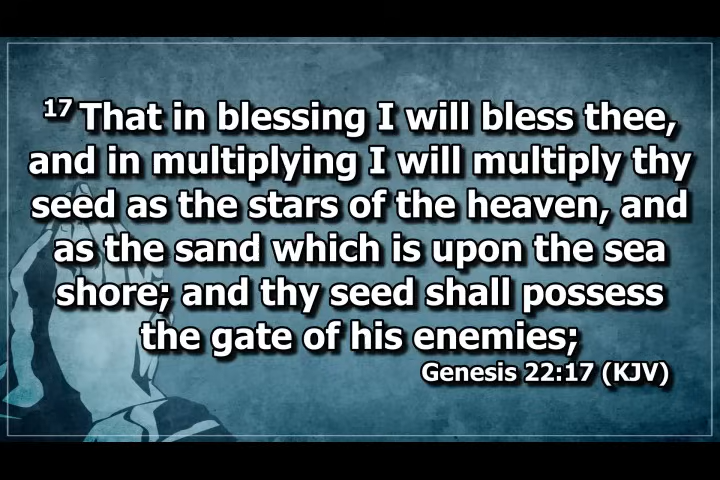 17 That in blessing I will bless thee,
and in multiplying I will multiply thy
seed as the stars of the heaven, and
as the sand which is upon the sea
shore; and thy seed shall possess
the gate of his enemies;
Genesis 22:17 (KJV)